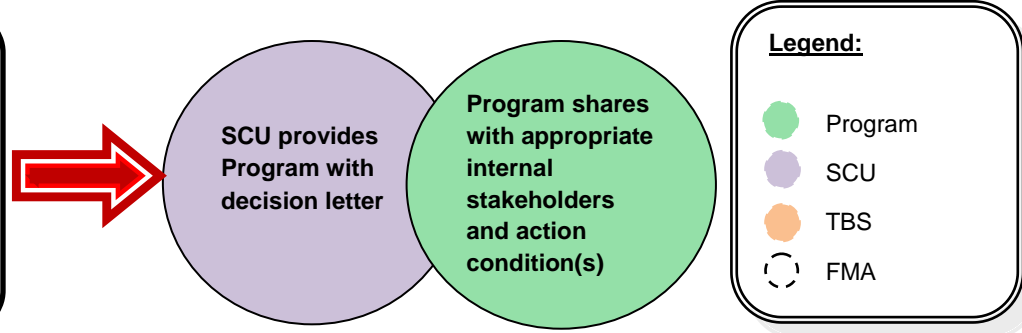 SCU provides
Program with
decision letter
Program shares
with appropriate
internal
stakeholders
and action
condition(s)
Legend:
Program
SCU
TBS
FMA